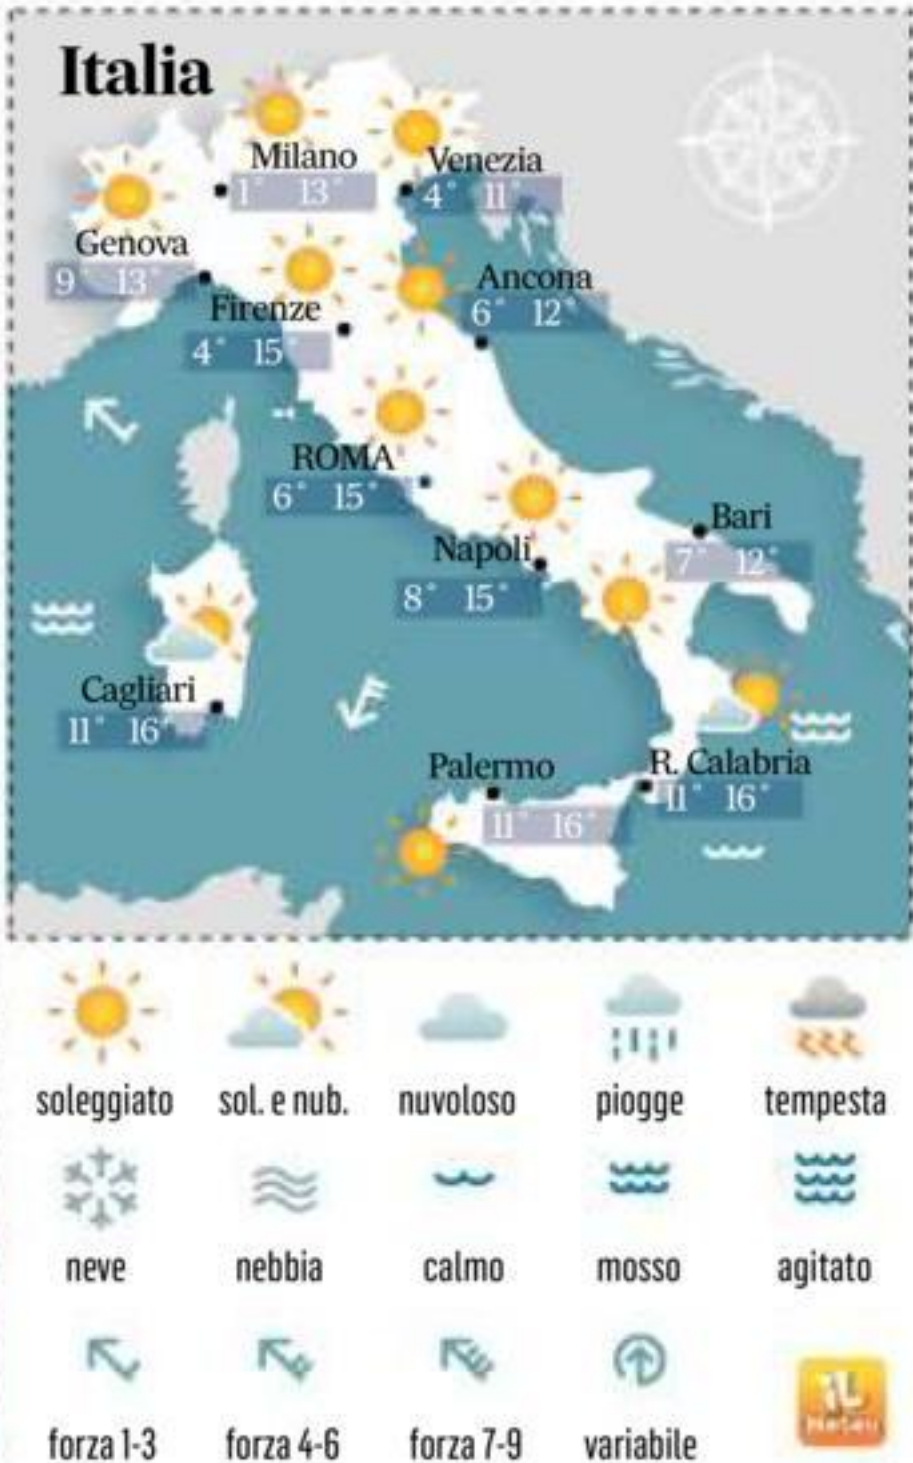 Italia
Milano
1° 13°
Venezia
4° 11°
Genova
9° 13°
Ancona
6° 12°
Firenze
4° 15°
ROMA
6° 15°
Bari
7° 12°
Napoli
8° 15°
Cagliari
11° 16°
Palermo
11° 16°
R. Calabria
11° 16°
soleggiato sol. e nub. nuvoloso piogge tempesta
neve nebbia calmo mosso agitato
forza 1-3 forza 4-6 forza 7-9 variabile
iL
Meteo